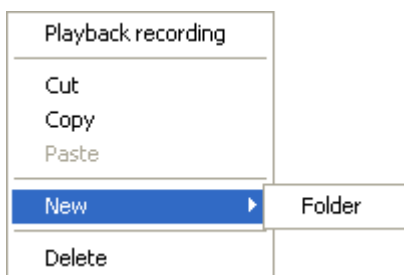 Playback recording
Cut
Copy
Paste
New
Folder
Delete